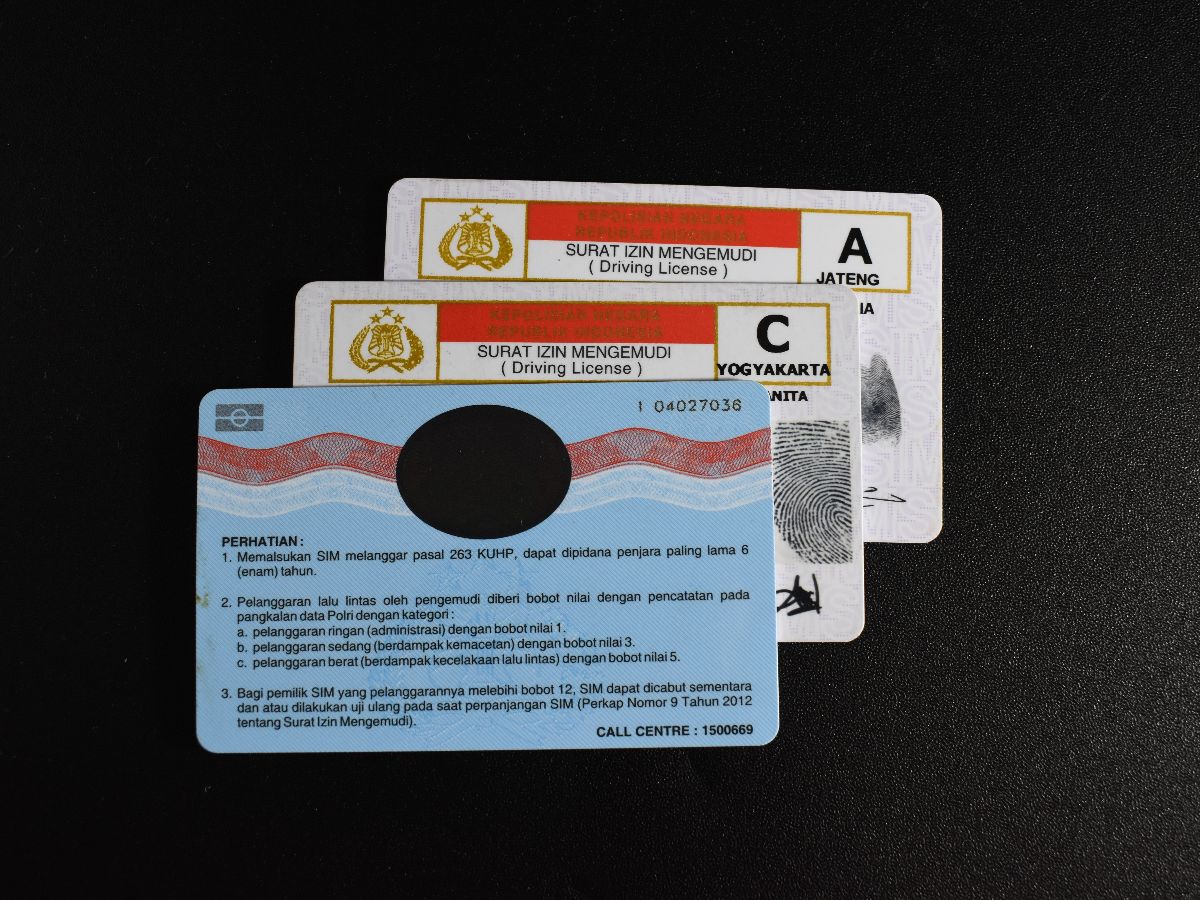 KEPOLISIAN NEGARA
REPUBLIK INDONESIA
SURAT IZIN MENGEMUDI
( Driving License )
A
JATENG
KEPOLISIAN NEGARA
REPUBLIK INDONESIA
SURAT IZIN MENGEMUDI
( Driving License )
C
YOGYAKARTA
I 04027036
PERHATIAN :
1. Memalsukan SIM melanggar pasal 263 KUHP, dapat dipidana penjara paling lama 6
(enam) tahun.
2. Pelanggaran lalu lintas oleh pengemudi diberi bobot nilai dengan pencatatan pada
pangkalan data Polri dengan kategori :
a. pelanggaran ringan (administrasi) dengan bobot nilai 1.
b. pelanggaran sedang (berdampak kemacetan) dengan bobot nilai 3.
c. pelanggaran berat (berdampak kecelakaan lalu lintas) dengan bobot nilai 5.
3. Bagi pemilik SIM yang pelanggarannya melebihi bobot 12, SIM dapat dicabut sementara
dan atau dilakukan uji ulang pada saat perpanjangan SIM (Perkap Nomor 9 Tahun 2012
tentang Surat Izin Mengemudi).
CALL CENTRE : 1500669